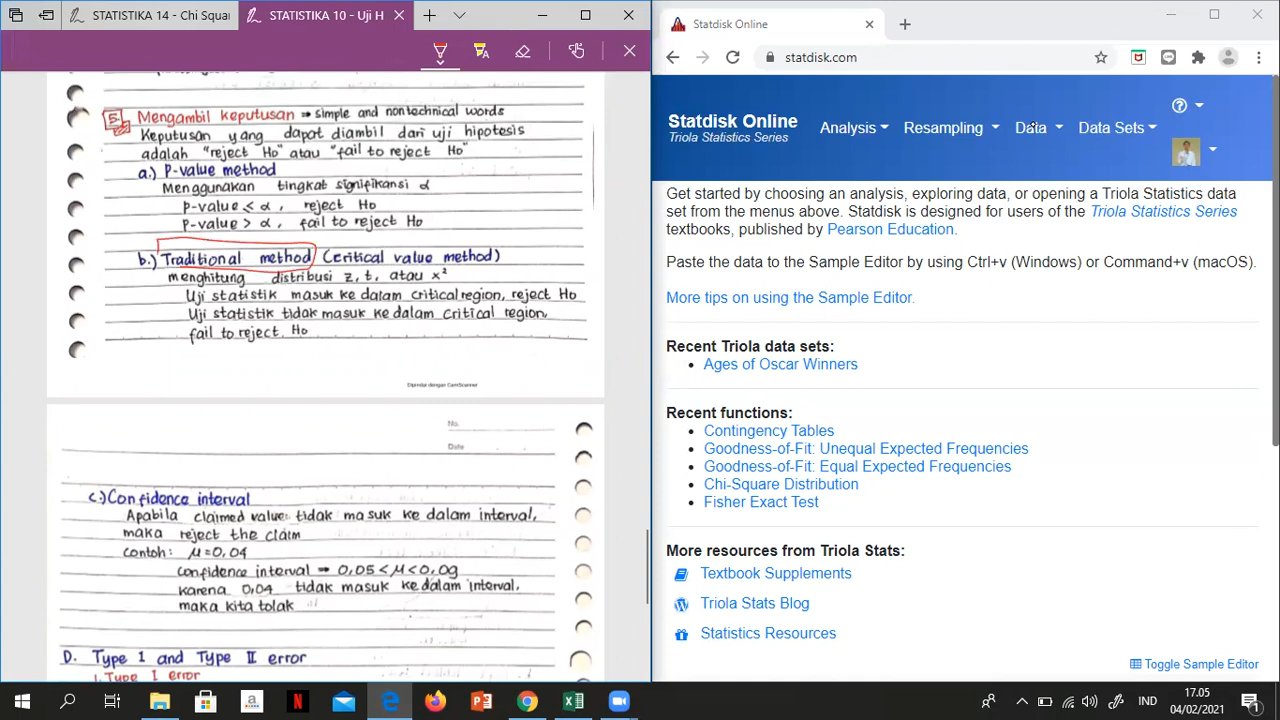 STATISTIKA 14 - Chi Squar
STATISTIKA 10 - Uji H
5. Mengambil keputusan ⇒ simple and nontechnical words
Keputusan yang dapat diambil dari uji hipotesis
adalah "reject Ho" atau "fail to reject Ho"
a.) P-value method
Menggunakan tingkat signifikansi α
p-value ≤ α, reject Ho
p-value > α, fail to reject Ho
b.) Traditional method (critical value method)
menghitung distribusi z, t, atau x²
Uji statistik masuk ke dalam critical region, reject Ho
Uji statistik tidak masuk ke dalam critical region,
fail to reject Ho
Dipindai dengan CamScanner
No.
Date
c.) Confidence interval
Apabila claimed value tidak masuk ke dalam interval,
maka reject the claim
contoh: μ = 0,04
confidence interval ⇒ 0,05 < μ < 0,09
karena 0,04 tidak masuk ke dalam interval,
maka kita tolak
D. Type I and Type II error
1. Type I error
Statdisk Online
statdisk.com
Statdisk Online
Triola Statistics Series
Analysis
Resampling
Data
Data Sets
Get started by choosing an analysis, exploring data, or opening a Triola Statistics data
set from the menus above. Statdisk is designed for users of the Triola Statistics Series
textbooks, published by Pearson Education.
Paste the data to the Sample Editor by using Ctrl+v (Windows) or Command+v (macOS).
More tips on using the Sample Editor.
Recent Triola data sets:
Ages of Oscar Winners
Recent functions:
Contingency Tables
Goodness-of-Fit: Unequal Expected Frequencies
Goodness-of-Fit: Equal Expected Frequencies
Chi-Square Distribution
Fisher Exact Test
More resources from Triola Stats:
Textbook Supplements
Triola Stats Blog
Statistics Resources
Toggle Sample Editor
IND
17.05
04/02/2021